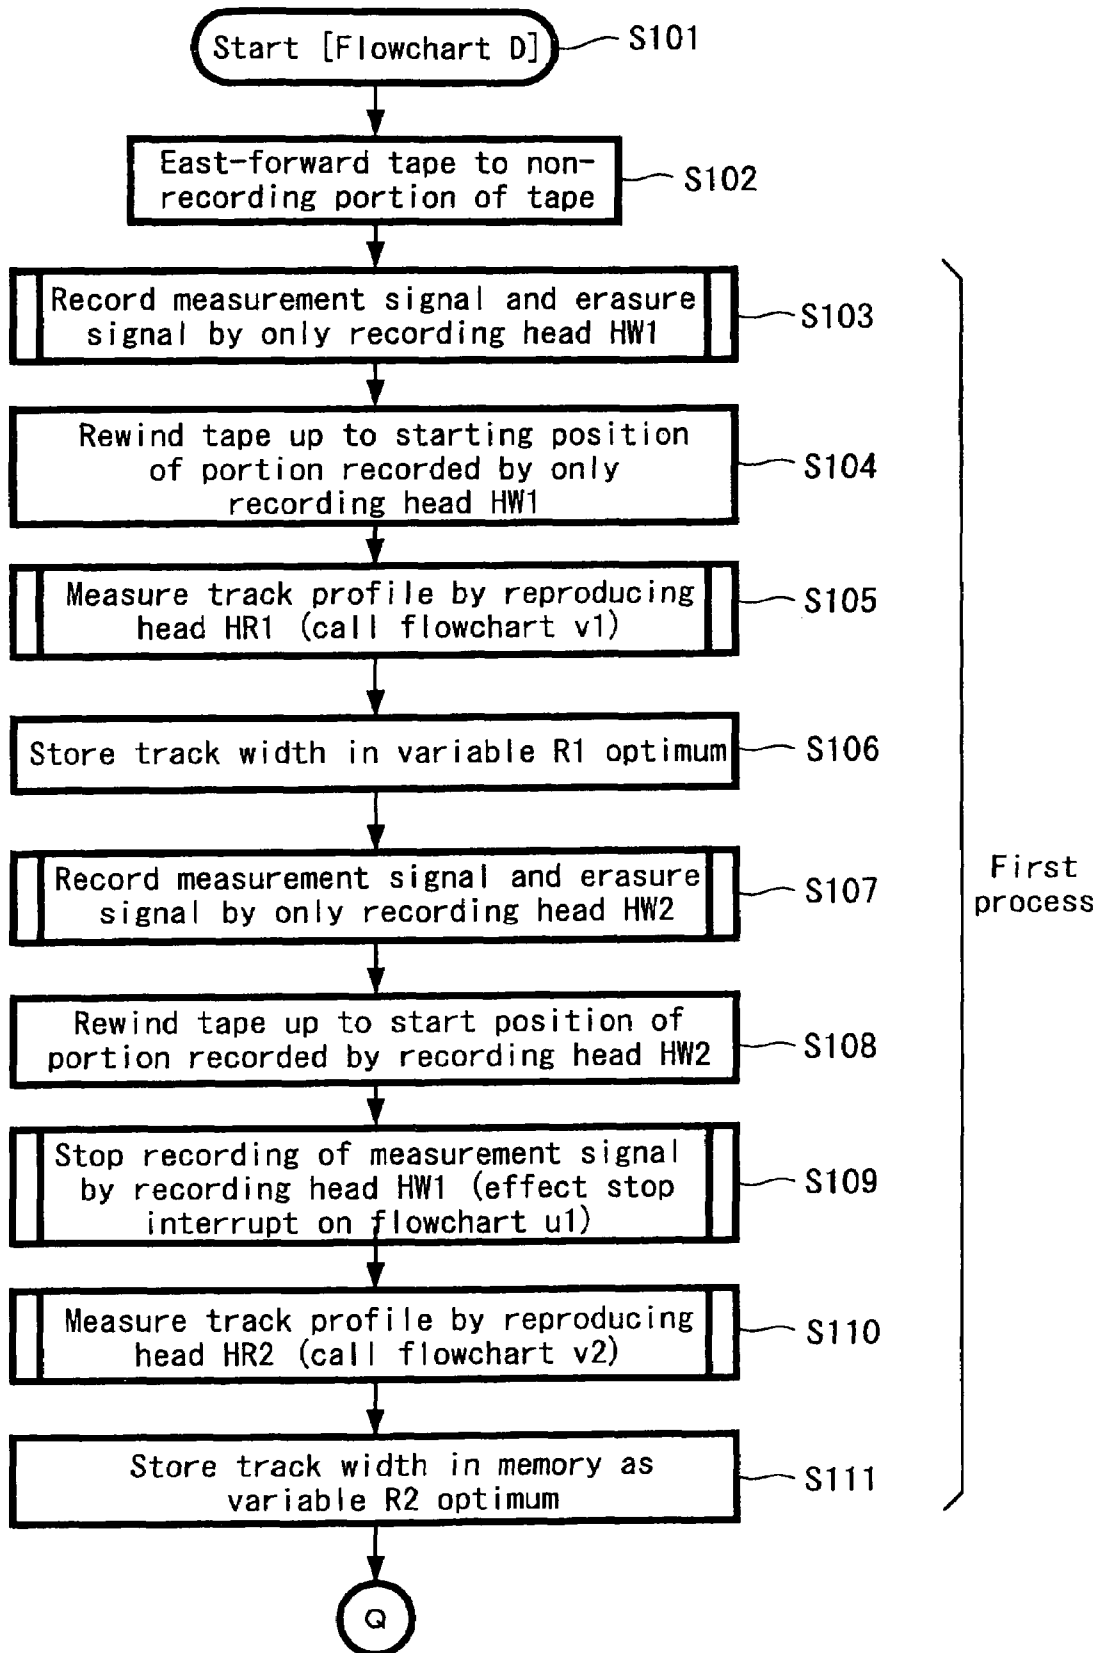 Start [Flowchart D]
S101
East-forward tape to non-
recording portion of tape
S102
Record measurement signal and erasure
signal by only recording head HW1
S103
Rewind tape up to starting position
of portion recorded by only
recording head HW1
S104
Measure track profile by reproducing
head HR1 (call flowchart v1)
S105
Store track width in variable R1 optimum
S106
Record measurement signal and erasure
signal by only recording head HW2
S107
First
process
Rewind tape up to start position of
portion recorded by recording head HW2
S108
Stop recording of measurement signal
by recording head HW1 (effect stop
interrupt on flowchart u1)
S109
Measure track profile by reproducing
head HR2 (call flowchart v2)
S110
Store track width in memory as
variable R2 optimum
S111
Q